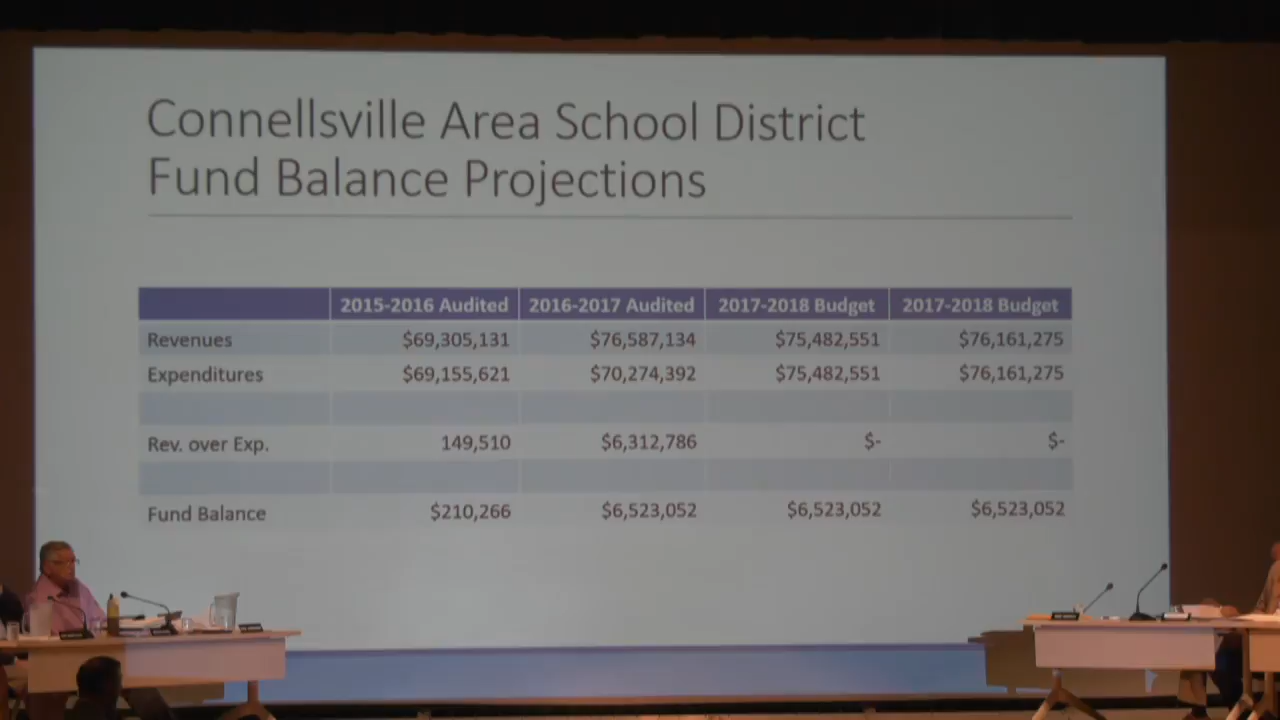 Connellsville Area School District
Fund Balance Projections
2015-2016 Audited 2016-2017 Audited 2017-2018 Budget 2017-2018 Budget
Revenues $69,305,131 $76,587,134 $75,482,551 $76,161,275
Expenditures $69,155,621 $70,274,392 $75,482,551 $76,161,275
Rev. over Exp. 149,510 $6,312,786 $- $-
Fund Balance $210,266 $6,523,052 $6,523,052 $6,523,052